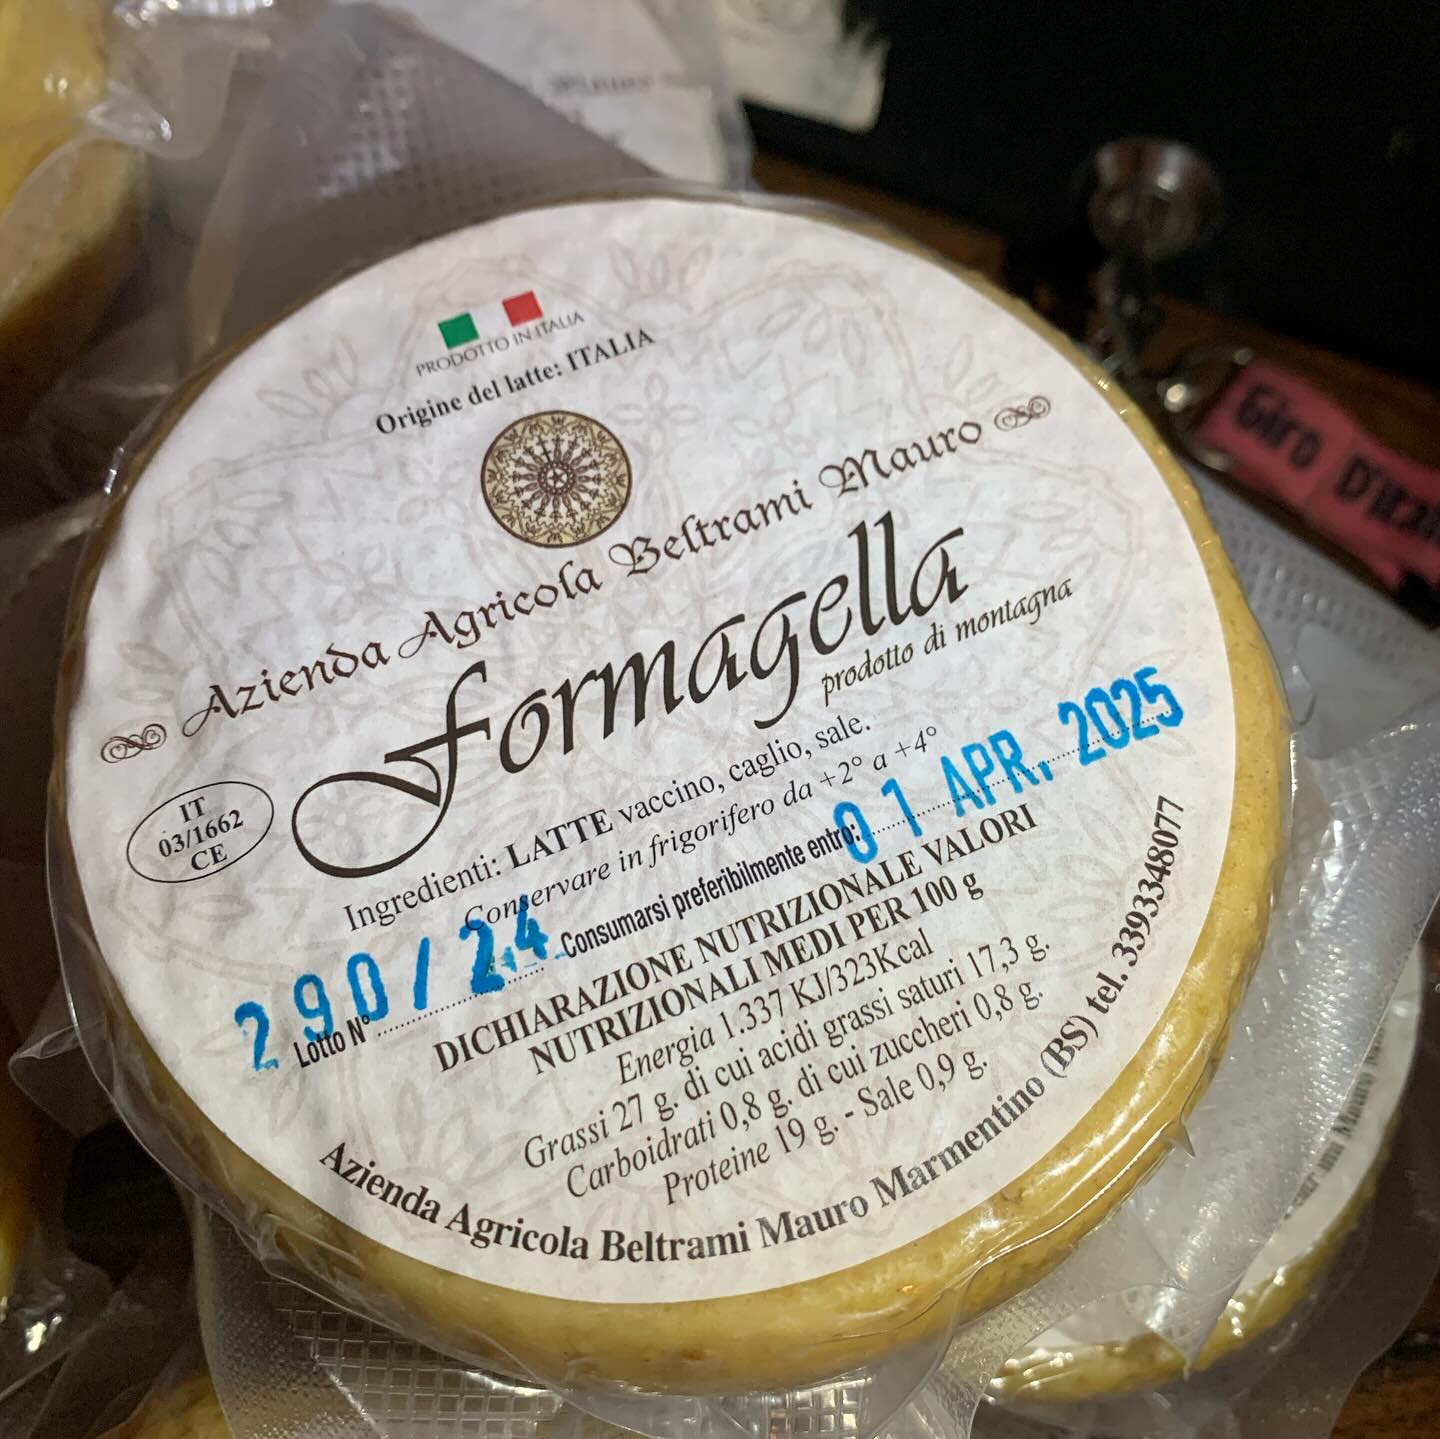 PRODOTTO IN ITALIA
Origine del latte: ITALIA
Azienda Agricola Beltrami Mauro
Formagella
prodotto di montagna
IT
03/1662
CE
Ingredienti: LATTE vaccino, caglio, sale.
Conservare in frigorifero da +2° a +4°
Lotto N° 290/24 Consumarsi preferibilmente entro: 01 APR. 2025
DICHIARAZIONE NUTRIZIONALE VALORI
NUTRIZIONALI MEDI PER 100 g
Energia 1.337 KJ/323Kcal
Grassi 27 g. di cui acidi grassi saturi 17,3 g.
Carboidrati 0,8 g. di cui zuccheri 0,8 g.
Proteine 19 g. - Sale 0,9 g.
Azienda Agricola Beltrami Mauro Marmentino (BS) tel. 3393348077
Giro